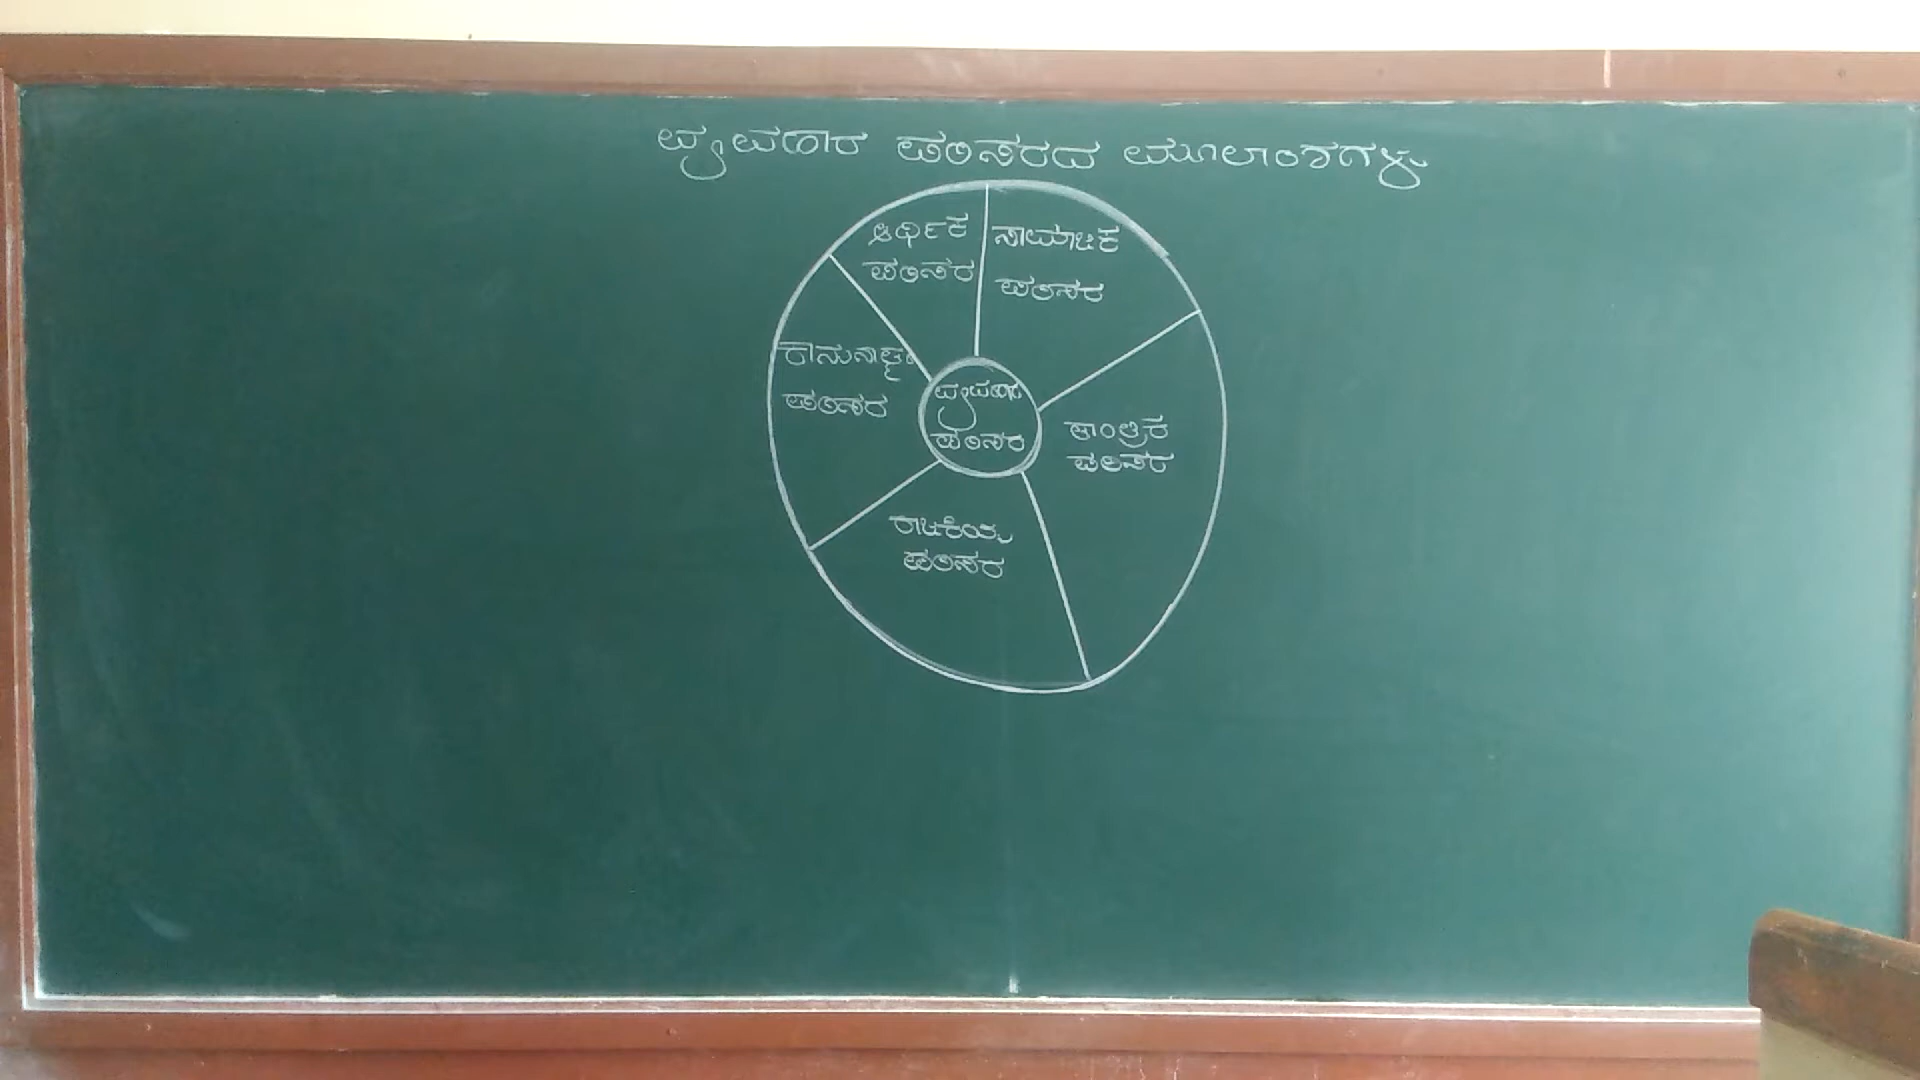 ವ್ಯವಹಾರ ಪರಿಸರದ ಮೂಲಾಂಶಗಳು
ಆರ್ಥಿಕ
ಪರಿಸರ
ಸಾಮಾಜಿಕ
ಪರಿಸರ
ತಾಂತ್ರಿಕ
ಪರಿಸರ
ರಾಜಕೀಯ
ಪರಿಸರ
ಪರಿಸರ
ವ್ಯವಹಾರ
ಪರಿಸರ